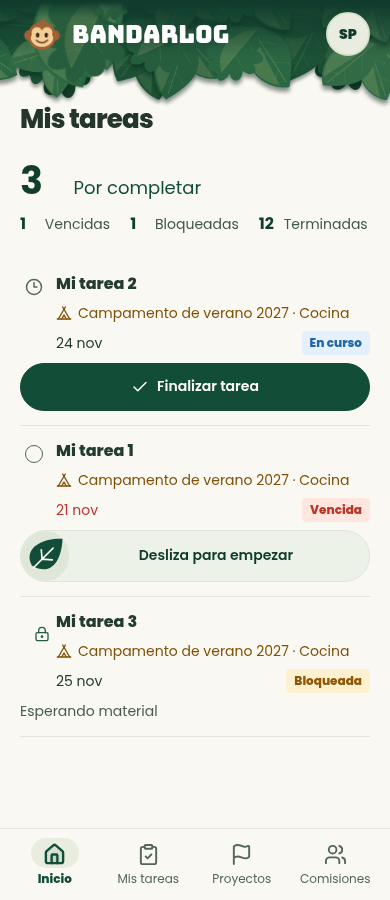 BANDARLOG
SP
Mis tareas
3 Por completar
1 Vencidas 1 Bloqueadas 12 Terminadas
Mi tarea 2
Campamento de verano 2027 · Cocina
24 nov En curso
Finalizar tarea
Mi tarea 1
Campamento de verano 2027 · Cocina
21 nov Vencida
Desliza para empezar
Mi tarea 3
Campamento de verano 2027 · Cocina
25 nov Bloqueada
Esperando material
Inicio Mis tareas Proyectos Comisiones